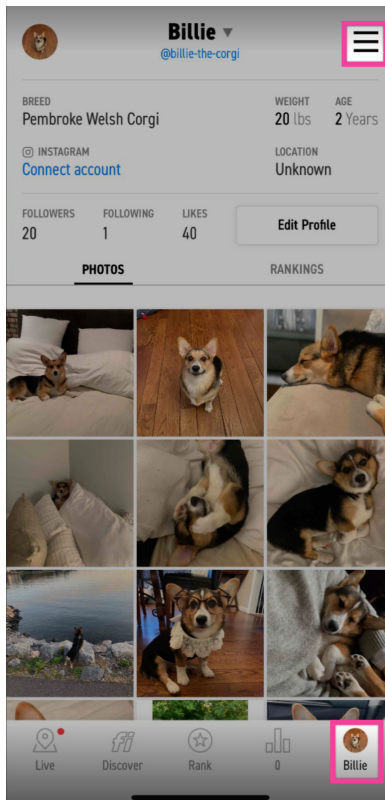 Billie ▼
@billie-the-corgi
BREED WEIGHT AGE
Pembroke Welsh Corgi 20 lbs 2 Years
INSTAGRAM LOCATION
Connect account Unknown
FOLLOWERS FOLLOWING LIKES
20 1 40
Edit Profile
PHOTOS RANKINGS
fi
Live Discover Rank 0 Billie